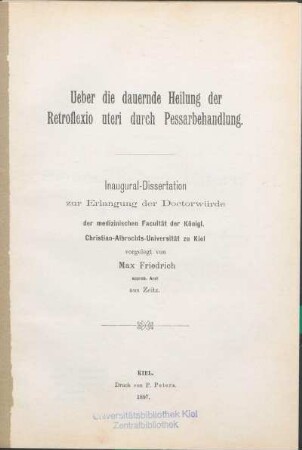 Ueber die dauernde Heilung der
Retroflexio uteri durch Pessarbehandlung.
Inaugural-Dissertation
zur Erlangung der Doctorwürde
der medizinischen Facultät der Königl.
Christian-Albrechts-Universität zu Kiel
vorgelegt von
Max Friedrich
approb. Arzt
aus Zeitz.
KIEL.
Druck von P. Peters.
1897.
Universitätsbibliothek Kiel
Zentralbibliothek